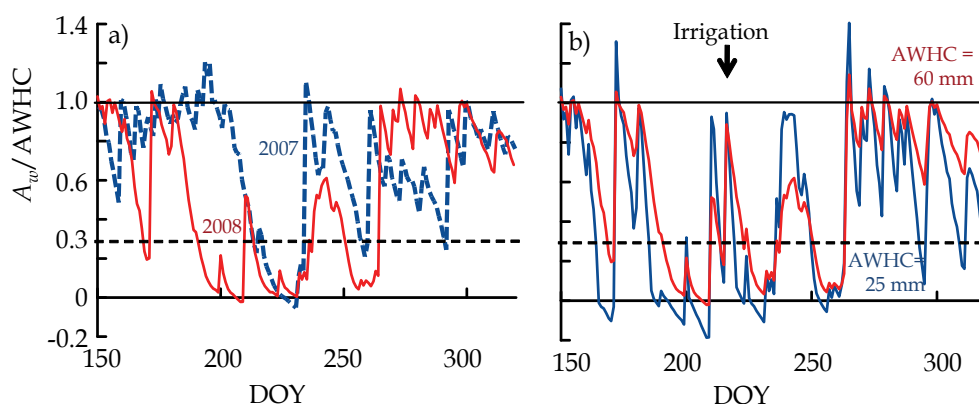 a)
b)
Irrigation
AWHC =
60 mm
2007
2008
AWHC=
25 mm
A_w/ AWHC
1.4
1.0
0.6
0.3
0
-0.2
150 200 250 300
150 200 250 300
DOY
DOY